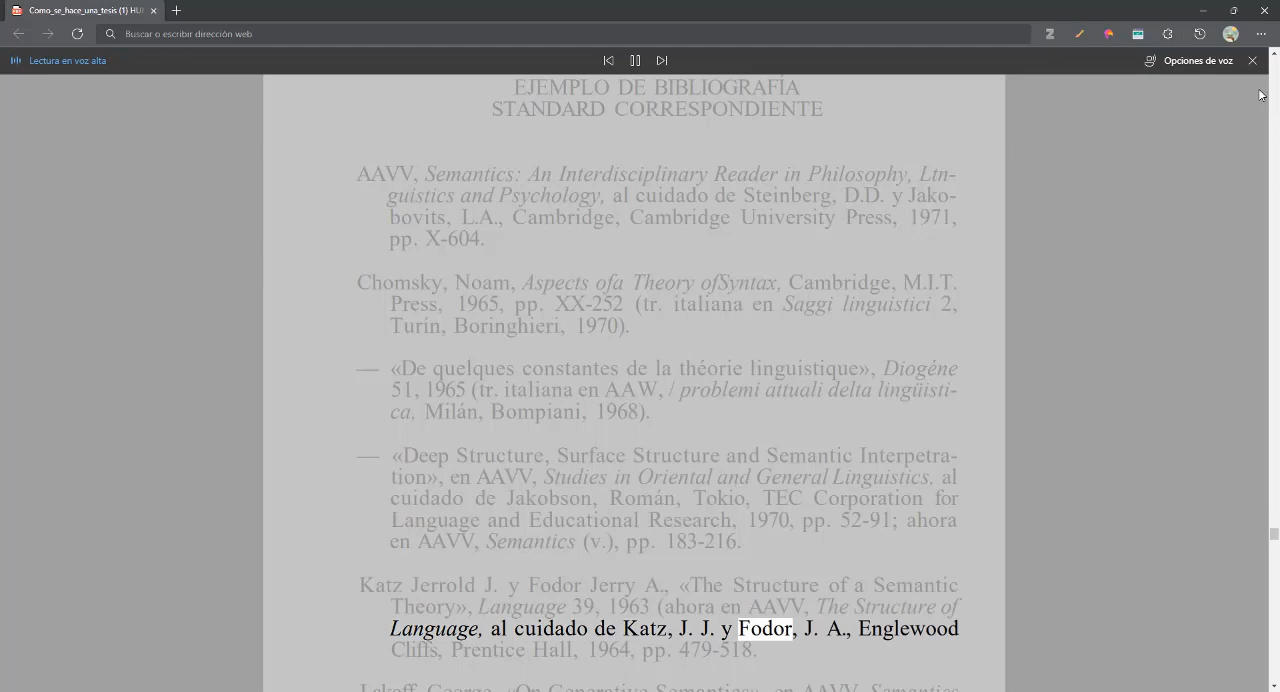 Como_se_hace_una_tesis (1) HU
Buscar o escribir dirección web
Lectura en voz alta
Opciones de voz
EJEMPLO DE BIBLIOGRAFÍA
STANDARD CORRESPONDIENTE
AAVV, Semantics: An Interdisciplinary Reader in Philosophy, Ltn-
guistics and Psychology, al cuidado de Steinberg, D.D. y Jako-
bovits, L.A., Cambridge, Cambridge University Press, 1971,
pp. X-604.
Chomsky, Noam, Aspects ofa Theory ofSyntax, Cambridge, M.I.T.
Press, 1965, pp. XX-252 (tr. italiana en Saggi linguistici 2,
Turín, Boringhieri, 1970).
— «De quelques constantes de la théorie linguistique», Diogéne
51, 1965 (tr. italiana en AAW, / problemi attuali delta lingüisti-
ca, Milán, Bompiani, 1968).
— «Deep Structure, Surface Structure and Semantic Interpetra-
tion», en AAVV, Studies in Oriental and General Linguistics, al
cuidado de Jakobson, Román, Tokio, TEC Corporation for
Language and Educational Research, 1970, pp. 52-91; ahora
en AAVV, Semantics (v.), pp. 183-216.
Katz Jerrold J. y Fodor Jerry A., «The Structure of a Semantic
Theory», Language 39, 1963 (ahora en AAVV, The Structure of
Language, al cuidado de Katz, J. J. y Fodor, J. A., Englewood
Cliffs, Prentice Hall, 1964, pp. 479-518.
Lakoff, George, «On Generative Semantics», en AAVV, Semantics